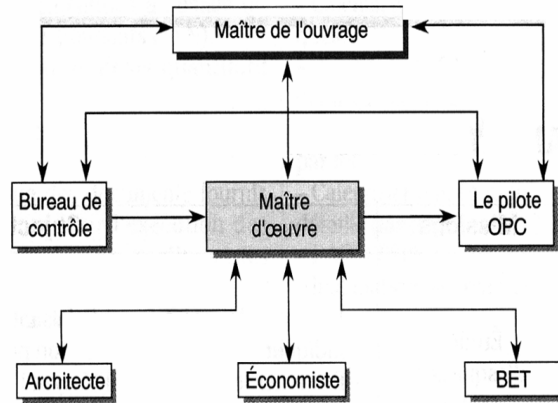 Maître de l'ouvrage
Bureau de
contrôle
Maître
d'œuvre
Le pilote
OPC
Architecte
Économiste
BET